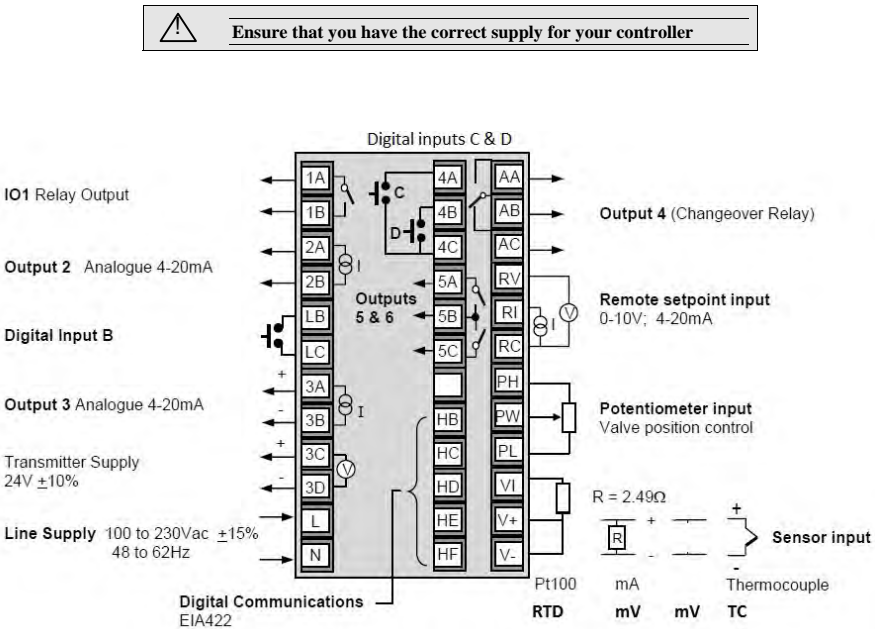 Ensure that you have the correct supply for your controller
Digital inputs C & D
IO1 Relay Output
1A
1B
Output 2 Analogue 4-20mA
2A
2B
I
Digital Input B
LB
LC
Output 3 Analogue 4-20mA
+
-
3A
3B
I
Transmitter Supply
24V ±10%
+
-
3C
3D
V
Line Supply 100 to 230Vac ±15%
48 to 62Hz
L
N
C
D
4A
4B
4C
Outputs
5 & 6
5A
5B
5C
HB
HC
HD
HE
HF
Digital Communications
EIA422
AA
AB
AC
Output 4 (Changeover Relay)
RV
RI
RC
I
V
Remote setpoint input
0-10V; 4-20mA
PH
PW
PL
Potentiometer input
Valve position control
VI
V+
V-
R = 2.49Ω
R
+
-
+
-
Sensor input
Pt100 mA Thermocouple
RTD mV mV TC